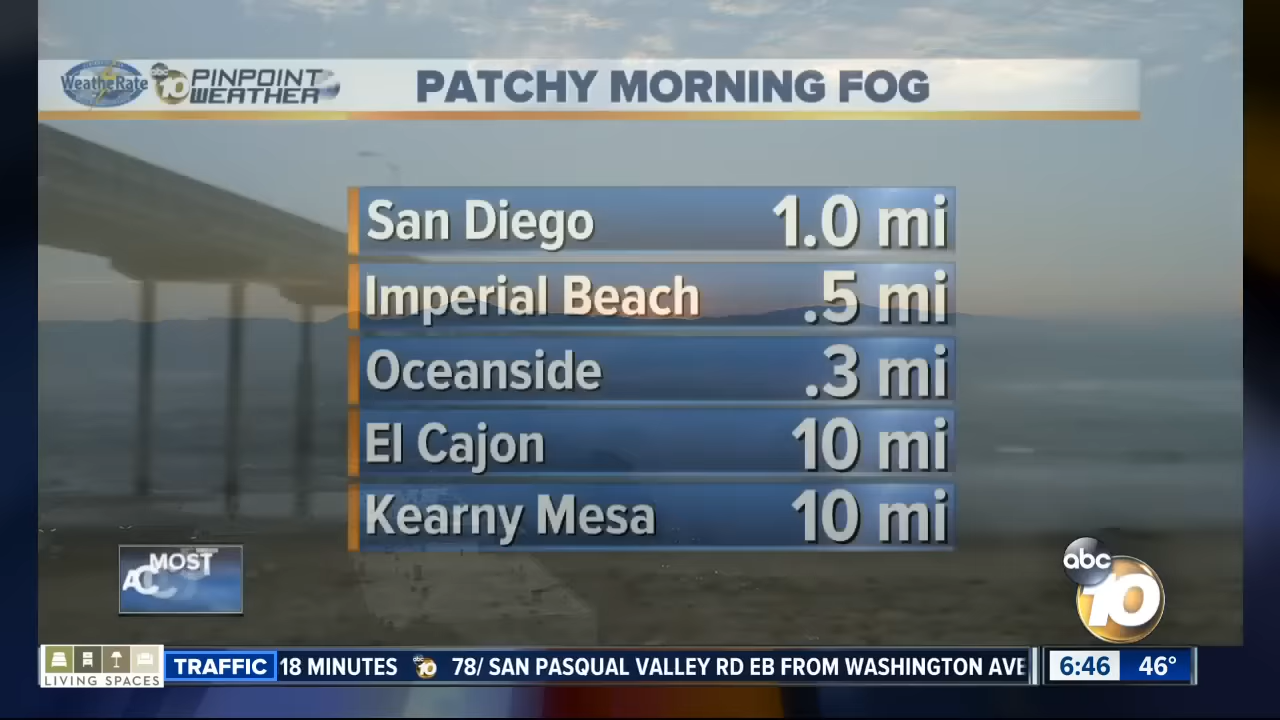 WeatheRate
abc 10 PINPOINT WEATHER
PATCHY MORNING FOG
San Diego 1.0 mi
Imperial Beach .5 mi
Oceanside .3 mi
El Cajon 10 mi
Kearny Mesa 10 mi
MOST
ACC
abc 10
LIVING SPACES
TRAFFIC 18 MINUTES 10 78/ SAN PASQUAL VALLEY RD EB FROM WASHINGTON AVE 6:46 46°